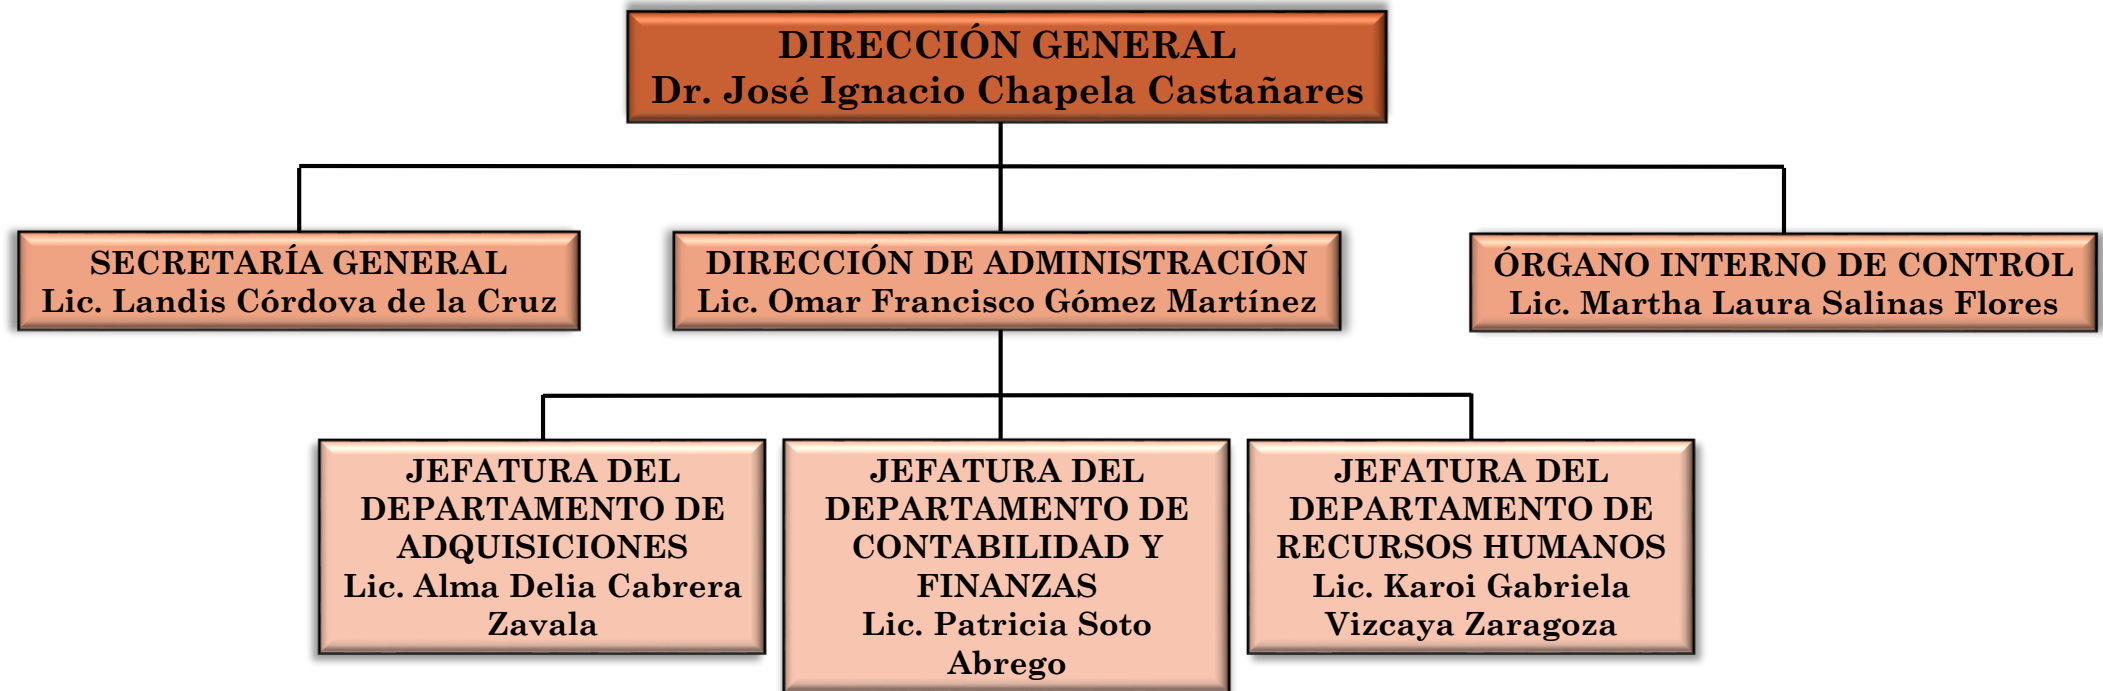 DIRECCIÓN GENERAL
Dr. José Ignacio Chapela Castañares
SECRETARÍA GENERAL
Lic. Landis Córdova de la Cruz
DIRECCIÓN DE ADMINISTRACIÓN
Lic. Omar Francisco Gómez Martínez
ÓRGANO INTERNO DE CONTROL
Lic. Martha Laura Salinas Flores
JEFATURA DEL
DEPARTAMENTO DE
ADQUISICIONES
Lic. Alma Delia Cabrera
Zavala
JEFATURA DEL
DEPARTAMENTO DE
CONTABILIDAD Y
FINANZAS
Lic. Patricia Soto
Abrego
JEFATURA DEL
DEPARTAMENTO DE
RECURSOS HUMANOS
Lic. Karoi Gabriela
Vizcaya Zaragoza